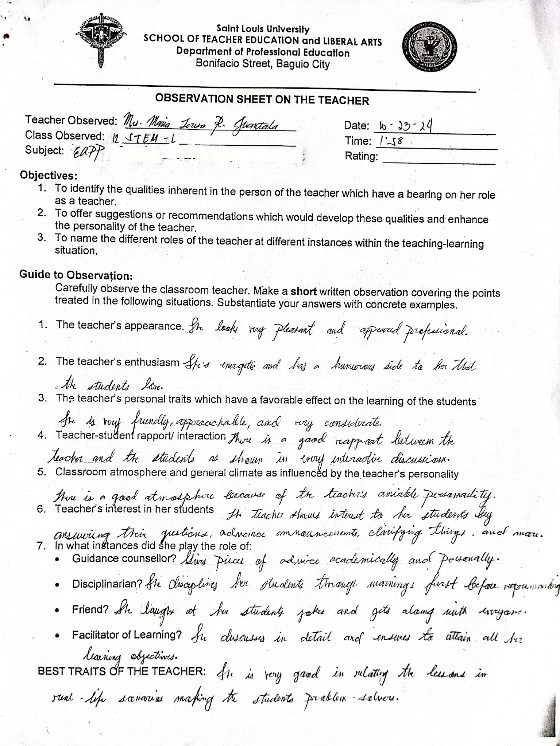 Saint Louis University
SCHOOL OF TEACHER EDUCATION and LIBERAL ARTS
Department of Professional Education
Bonifacio Street, Baguio City
OBSERVATION SHEET ON THE TEACHER
Teacher Observed: Mrs. R.
Date: 10-23-24
Class Observed: 12 STEM-L
Time: 1:58
Subject: EAPP
Rating:
Objectives:
1. To identify the qualities inherent in the person of the teacher which have a bearing on her role
as a teacher.
2. To offer suggestions or recommendations which would develop these qualities and enhance
the personality of the teacher.
3. To name the different roles of the teacher at different instances within the teaching-learning
situation.
Guide to Observation:
Carefully observe the classroom teacher. Make a short written observation covering the points
treated in the following situations. Substantiate your answers with concrete examples.
1. The teacher's appearance. She looks very pleasant and appeared professional.
2. The teacher's enthusiasm She's energetic and has a humorous side to her that
the students love.
3. The teacher's personal traits which have a favorable effect on the learning of the students
She is very friendly, approachable, and very considerate.
4. Teacher-student rapport/ interaction There is a good rapport between the
teacher and the students as shown in very interactive discussions.
5. Classroom atmosphere and general climate as influenced by the teacher's personality
There is a good atmosphere because of the teacher's amiable personality.
6. Teacher's interest in her students The teacher shows interest to her students by
answering their questions, advance announcements, clarifying things, and more.
7. In what instances did she play the role of:
• Guidance counsellor? Gives pieces of advice academically and personally.
• Disciplinarian? She disciplines her students through warnings first before
• Friend? She laughs at her students jokes and gets along with everyone.
• Facilitator of Learning? She discusses in detail and ensures to attain all her
learning objectives.
BEST TRAITS OF THE TEACHER: She is very good in relating the lessons in
real-life scenarios making the students problem-solvers.